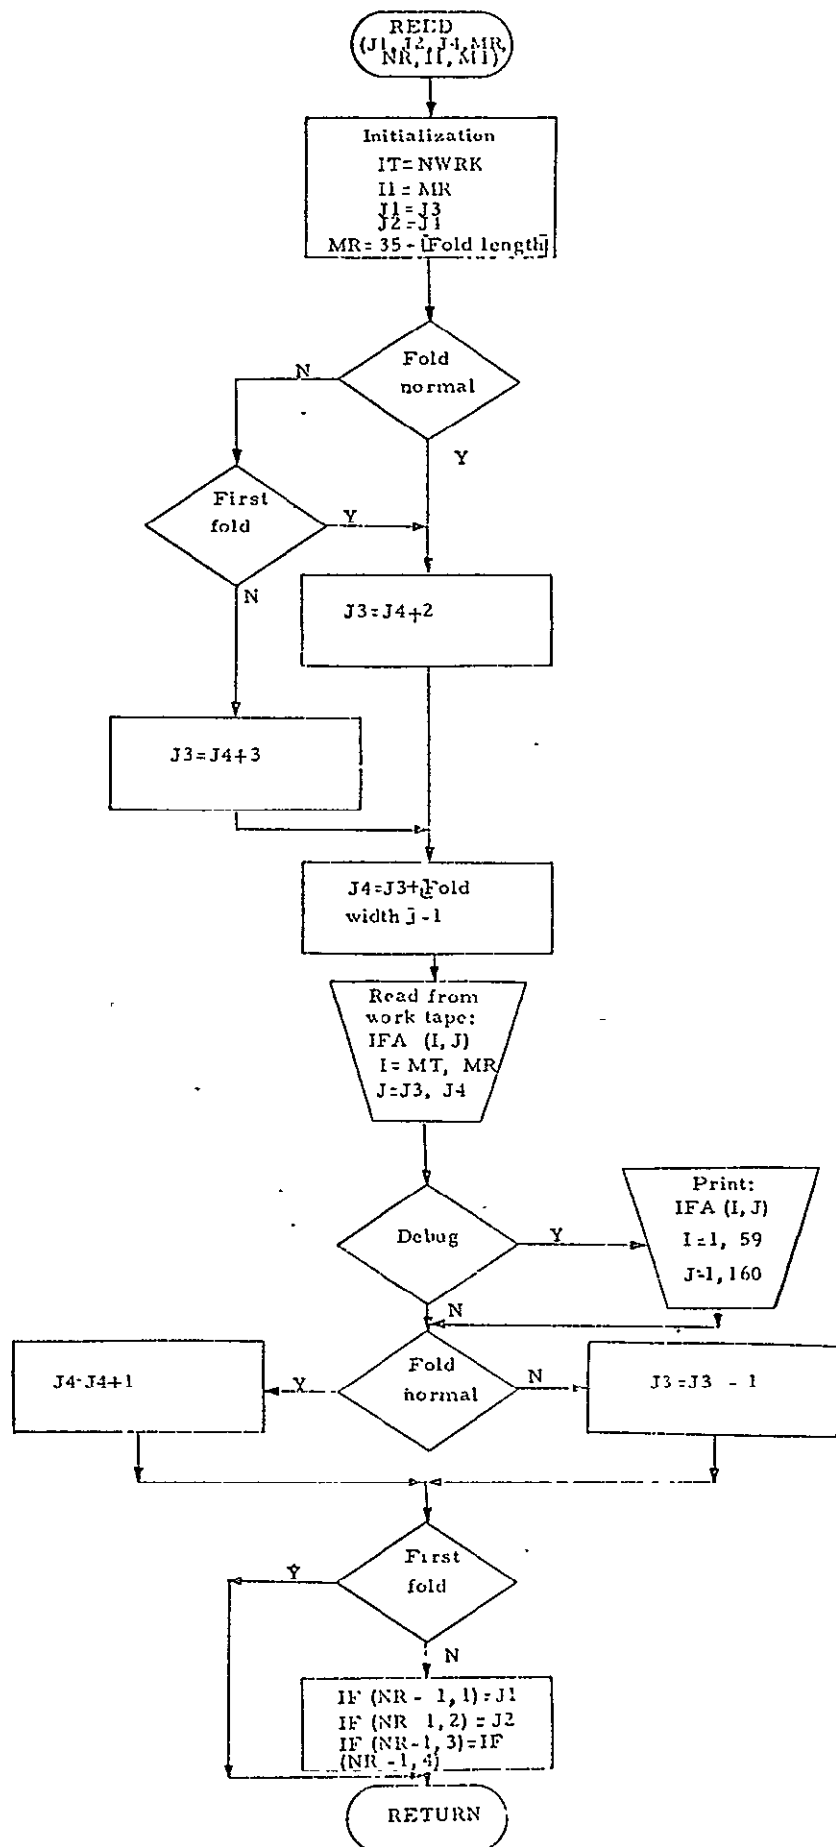 REED
(J1, J2, J4, MR,
NR, I1, M1)
Initialization
IT=NWRK
I1=MR
J1=J3
J2=J1
MR=35-[Fold length]
Fold
normal
N
Y
First
fold
Y
N
J3=J4+2
J3=J4+3
J4=J3+[Fold
width]-1
Read from
work tape:
IFA (I, J)
I=MT, MR
J=J3, J4
Debug
Y
N
Print:
IFA (I, J)
I=1, 59
J=1, 160
Fold
normal
Y
N
J4-J4+1
J3=J3 - 1
First
fold
Y
N
IF (NR - 1, 1)=J1
IF (NR 1, 2)=J2
IF (NR-1, 3)=IF
(NR -1, 4)
RETURN